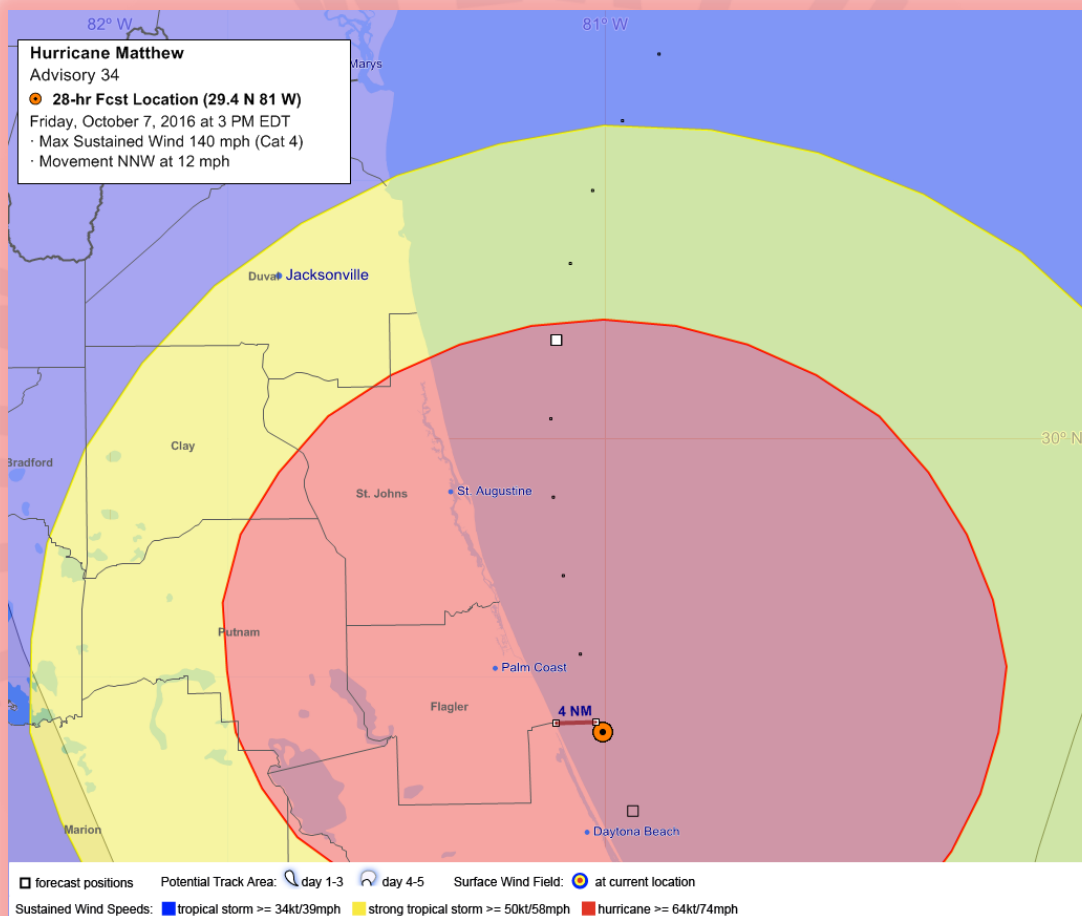 82° W
81° W
Hurricane Matthew
Advisory 34
28-hr Fcst Location (29.4 N 81 W)
Friday, October 7, 2016 at 3 PM EDT
· Max Sustained Wind 140 mph (Cat 4)
· Movement NNW at 12 mph
Marys
Duval
Jacksonville
30° N
Clay
Bradford
St. Johns
St. Augustine
Putnam
Palm Coast
Flagler
4 NM
Marion
Daytona Beach
forecast positions Potential Track Area: day 1-3 day 4-5 Surface Wind Field: at current location
Sustained Wind Speeds: tropical storm >= 34kt/39mph strong tropical storm >= 50kt/58mph hurricane >= 64kt/74mph